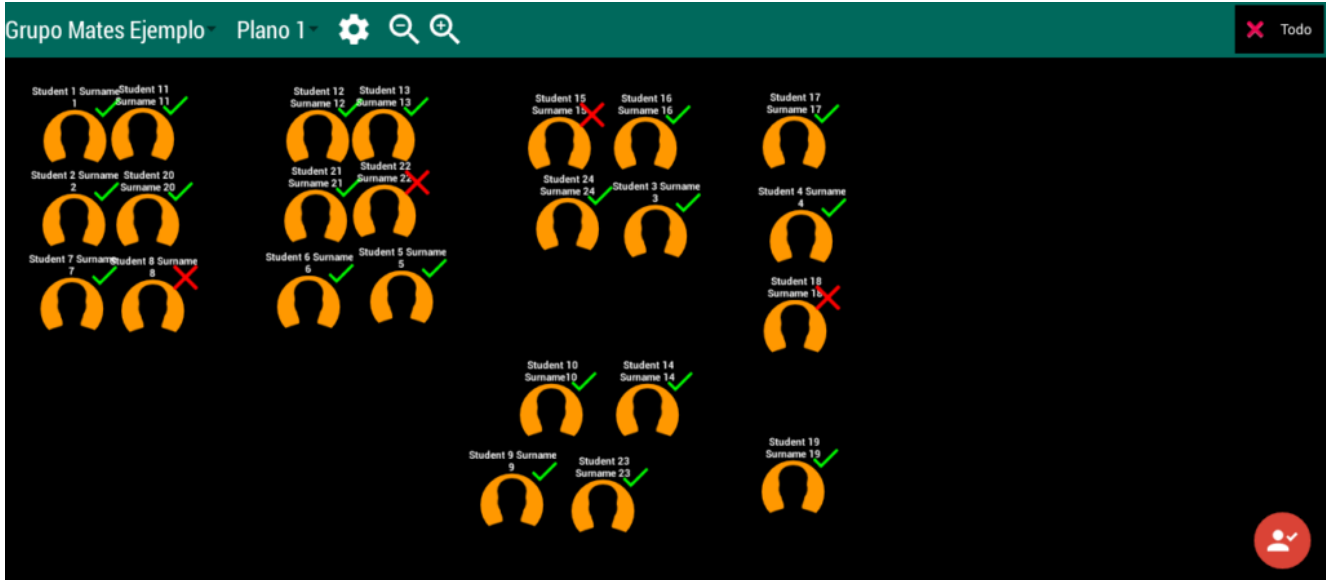 Grupo Mates Ejemplo Plano 1 Todo
Student 1 Surname
1
Student 11
Surname 11
Student 12
Surname 12
Student 13
Surname 13
Student 15
Surname 15
Student 16
Surname 16
Student 17
Surname 17
Student 2 Surname
2
Student 20
Surname 20
Student 21
Surname 21
Student 22
Surname 22
Student 24
Surname 24
Student 3 Surname
3
Student 4 Surname
4
Student 7 Surname
7
Student 8 Surname
8
Student 6 Surname
6
Student 5 Surname
5
Student 18
Surname 18
Student 10
Surname10
Student 14
Surname 14
Student 9 Surname
9
Student 23
Surname 23
Student 19
Surname 19